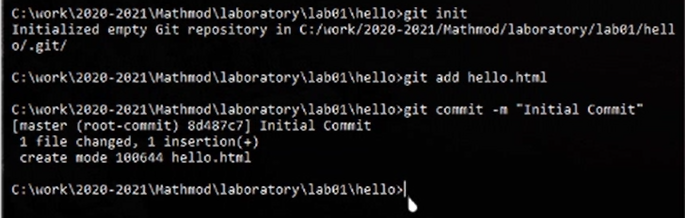 C:\work\2020-2021\Mathmod\laboratory\lab01\hello>git init
Initialized empty Git repository in C:/work/2020-2021/Mathmod/laboratory/lab01/hell
o/.git/
C:\work\2020-2021\Mathmod\laboratory\lab01\hello>git add hello.html
C:\work\2020-2021\Mathmod\laboratory\lab01\hello>git commit -m "Initial Commit"
[master (root-commit) 8d487c7] Initial Commit
 1 file changed, 1 insertion(+)
 create mode 100644 hello.html
C:\work\2020-2021\Mathmod\laboratory\lab01\hello>